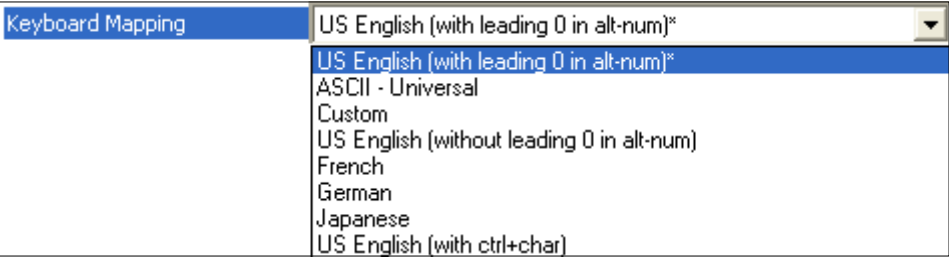 Keyboard Mapping US English (with leading 0 in alt-num)*
US English (with leading 0 in alt-num)*
ASCII - Universal
Custom
US English (without leading 0 in alt-num)
French
German
Japanese
US English (with ctrl+char)